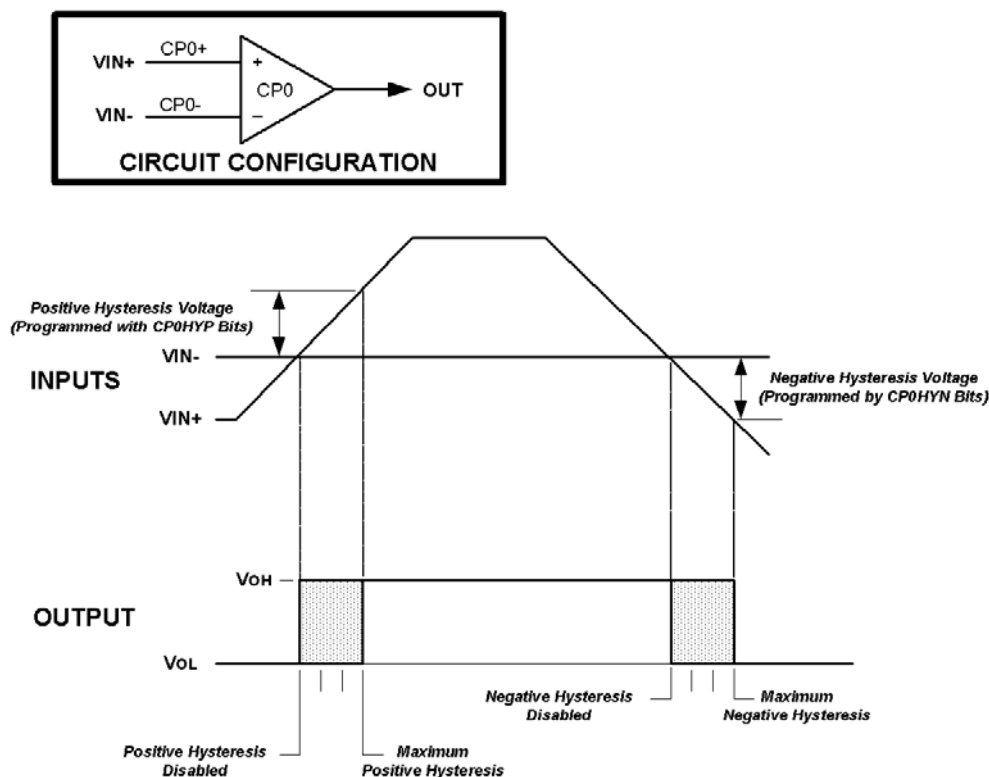 VIN+
CP0+
+
CP0
OUT
VIN-
CP0-
−
CIRCUIT CONFIGURATION
Positive Hysteresis Voltage
(Programmed with CP0HYP Bits)
VIN-
INPUTS
VIN+
Negative Hysteresis Voltage
(Programmed by CP0HYN Bits)
VOH
OUTPUT
VOL
Negative Hysteresis
Disabled
Maximum
Negative Hysteresis
Positive Hysteresis
Disabled
Maximum
Positive Hysteresis